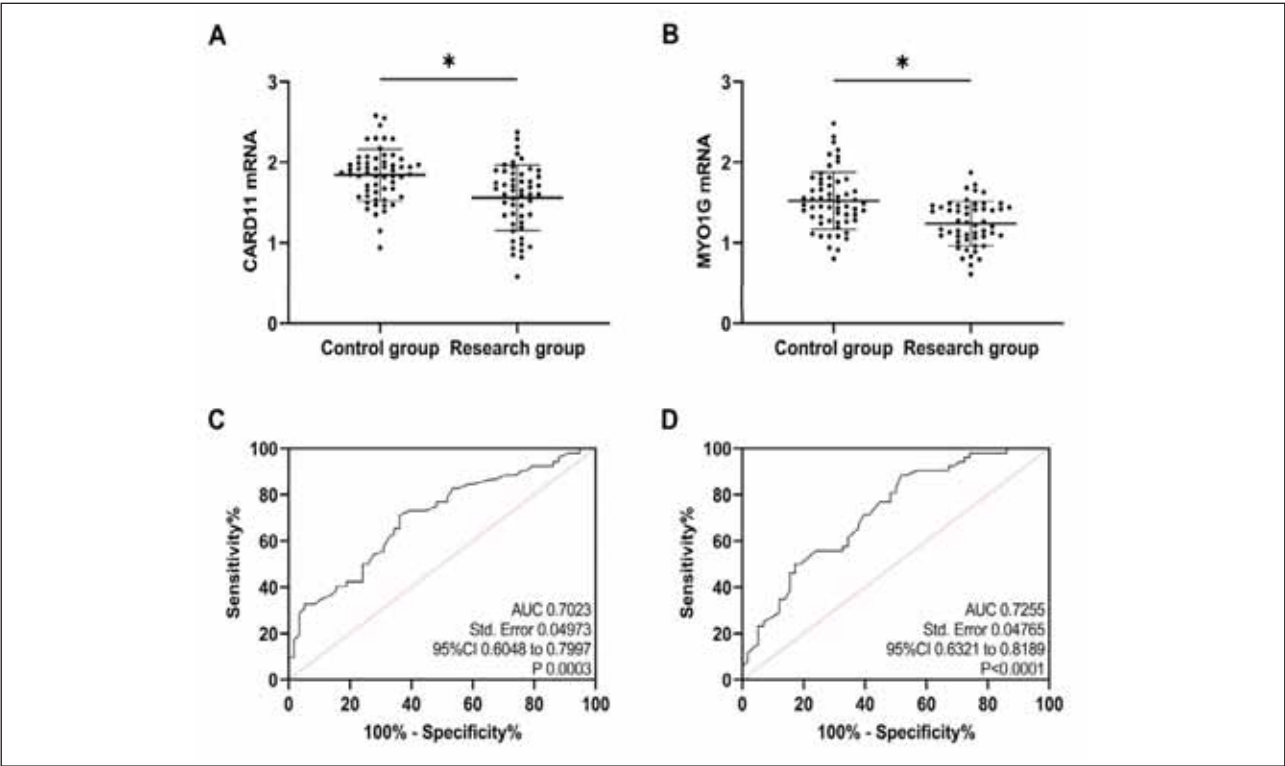 A
*
3
2
1
0
CARD11 mRNA
Control group Research group
B
*
3
2
1
0
MYO1G mRNA
Control group Research group
C
100
80
60
40
20
0
Sensitivity%
AUC 0.7023
Std. Error 0.04973
95%CI 0.6048 to 0.7997
P 0.0003
0 20 40 60 80 100
100% - Specificity%
D
100
80
60
40
20
0
Sensitivity%
AUC 0.7255
Std. Error 0.04765
95%CI 0.6321 to 0.8189
P<0.0001
0 20 40 60 80 100
100% - Specificity%